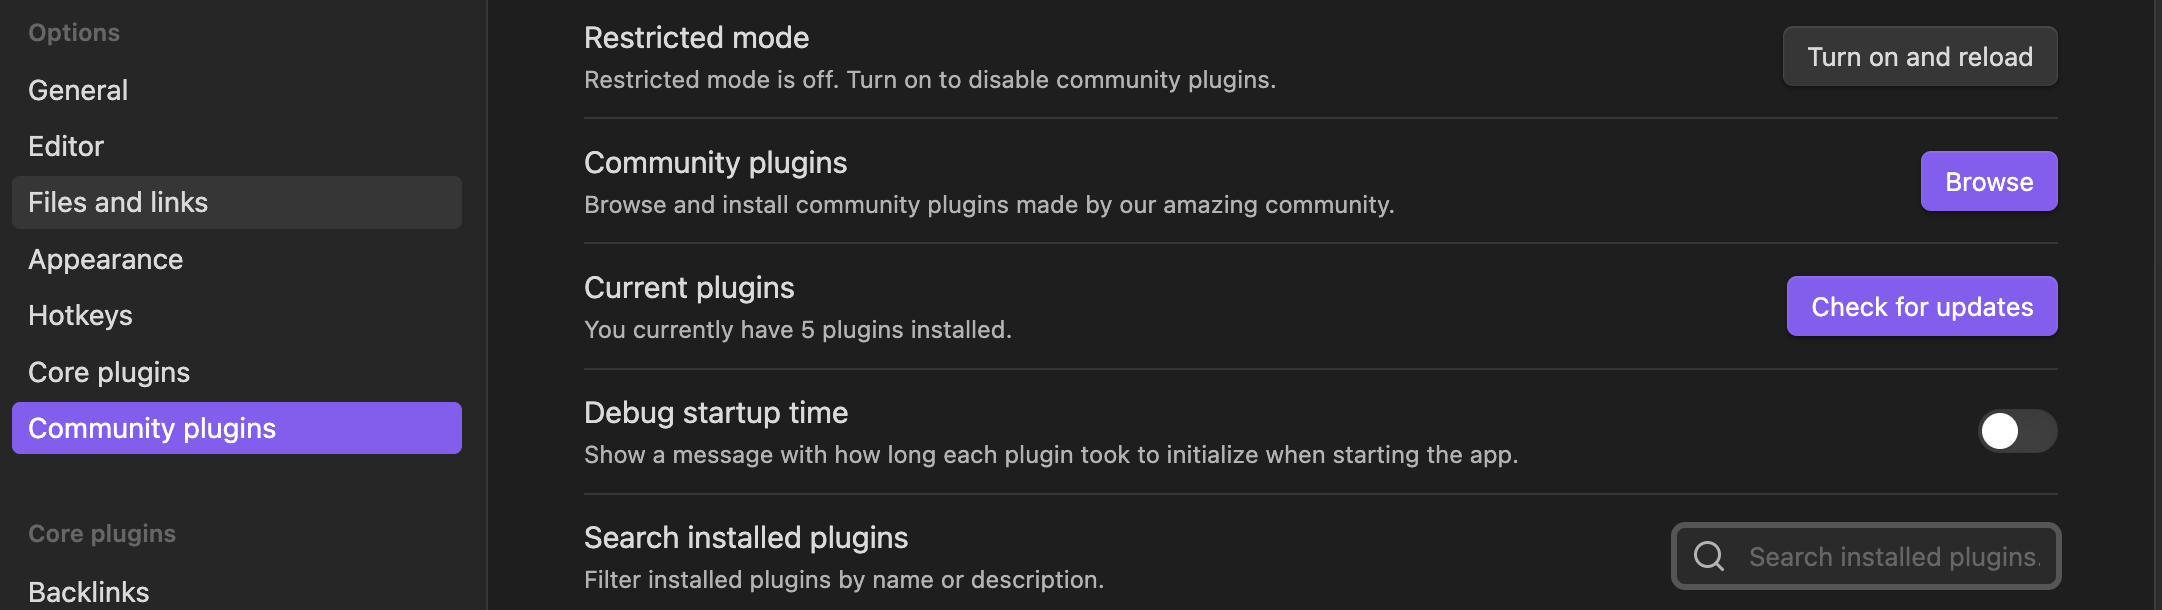 Options
General
Editor
Files and links
Appearance
Hotkeys
Core plugins
Community plugins
Core plugins
Backlinks
Restricted mode
Restricted mode is off. Turn on to disable community plugins.
Turn on and reload
Community plugins
Browse and install community plugins made by our amazing community.
Browse
Current plugins
You currently have 5 plugins installed.
Check for updates
Debug startup time
Show a message with how long each plugin took to initialize when starting the app.
Search installed plugins
Filter installed plugins by name or description.
Search installed plugins.